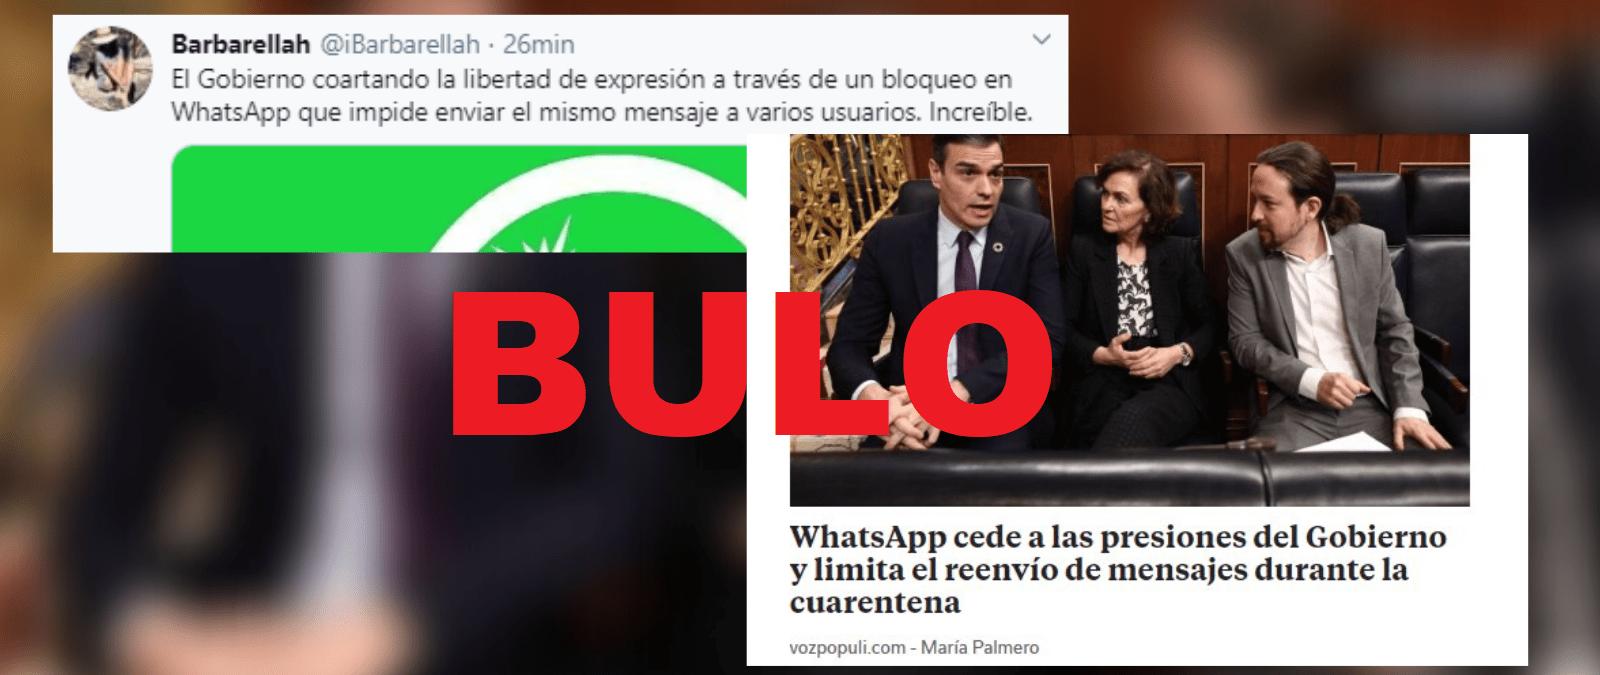 Barbarellah @iBarbarellah · 26min
El Gobierno coartando la libertad de expresión a través de un bloqueo en
WhatsApp que impide enviar el mismo mensaje a varios usuarios. Increíble.
BULO
WhatsApp cede a las presiones del Gobierno
y limita el reenvío de mensajes durante la
cuarentena
vozpopuli.com - María Palmero